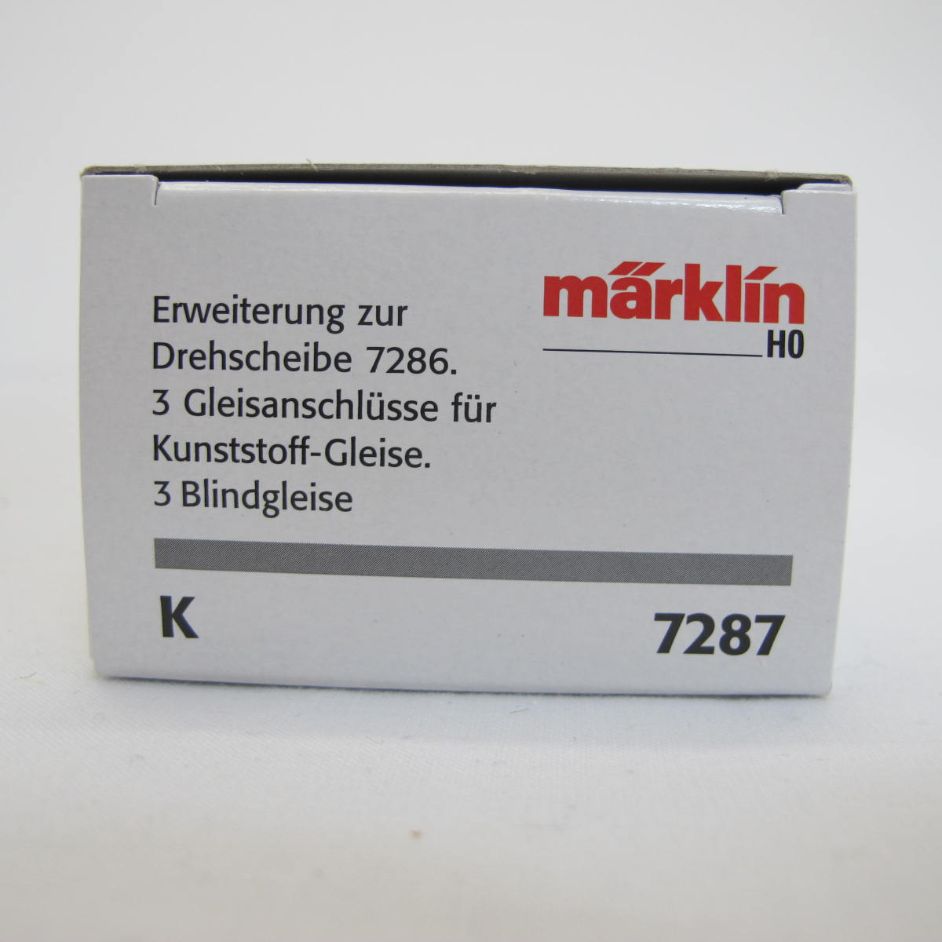 märklin
H0
Erweiterung zur
Drehscheibe 7286.
3 Gleisanschlüsse für
Kunststoff-Gleise.
3 Blindgleise
K
7287